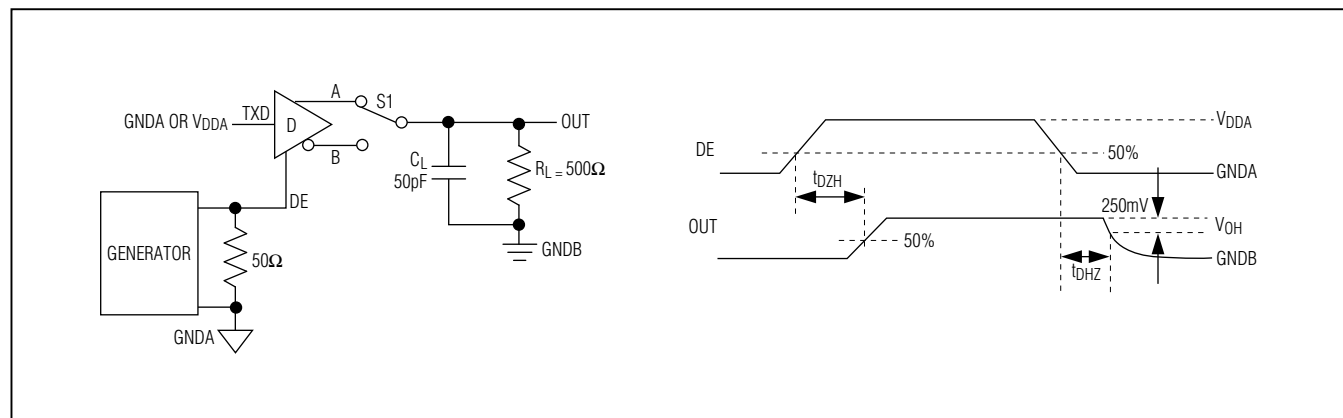 A
S1
TXD
GNDA OR VDDA
D
OUT
B
CL
50pF
RL = 500Ω
DE
GENERATOR
50Ω
GNDB
GNDA
VDDA
DE
50%
GNDA
tDZH
250mV
OUT
VOH
50%
tDHZ
GNDB